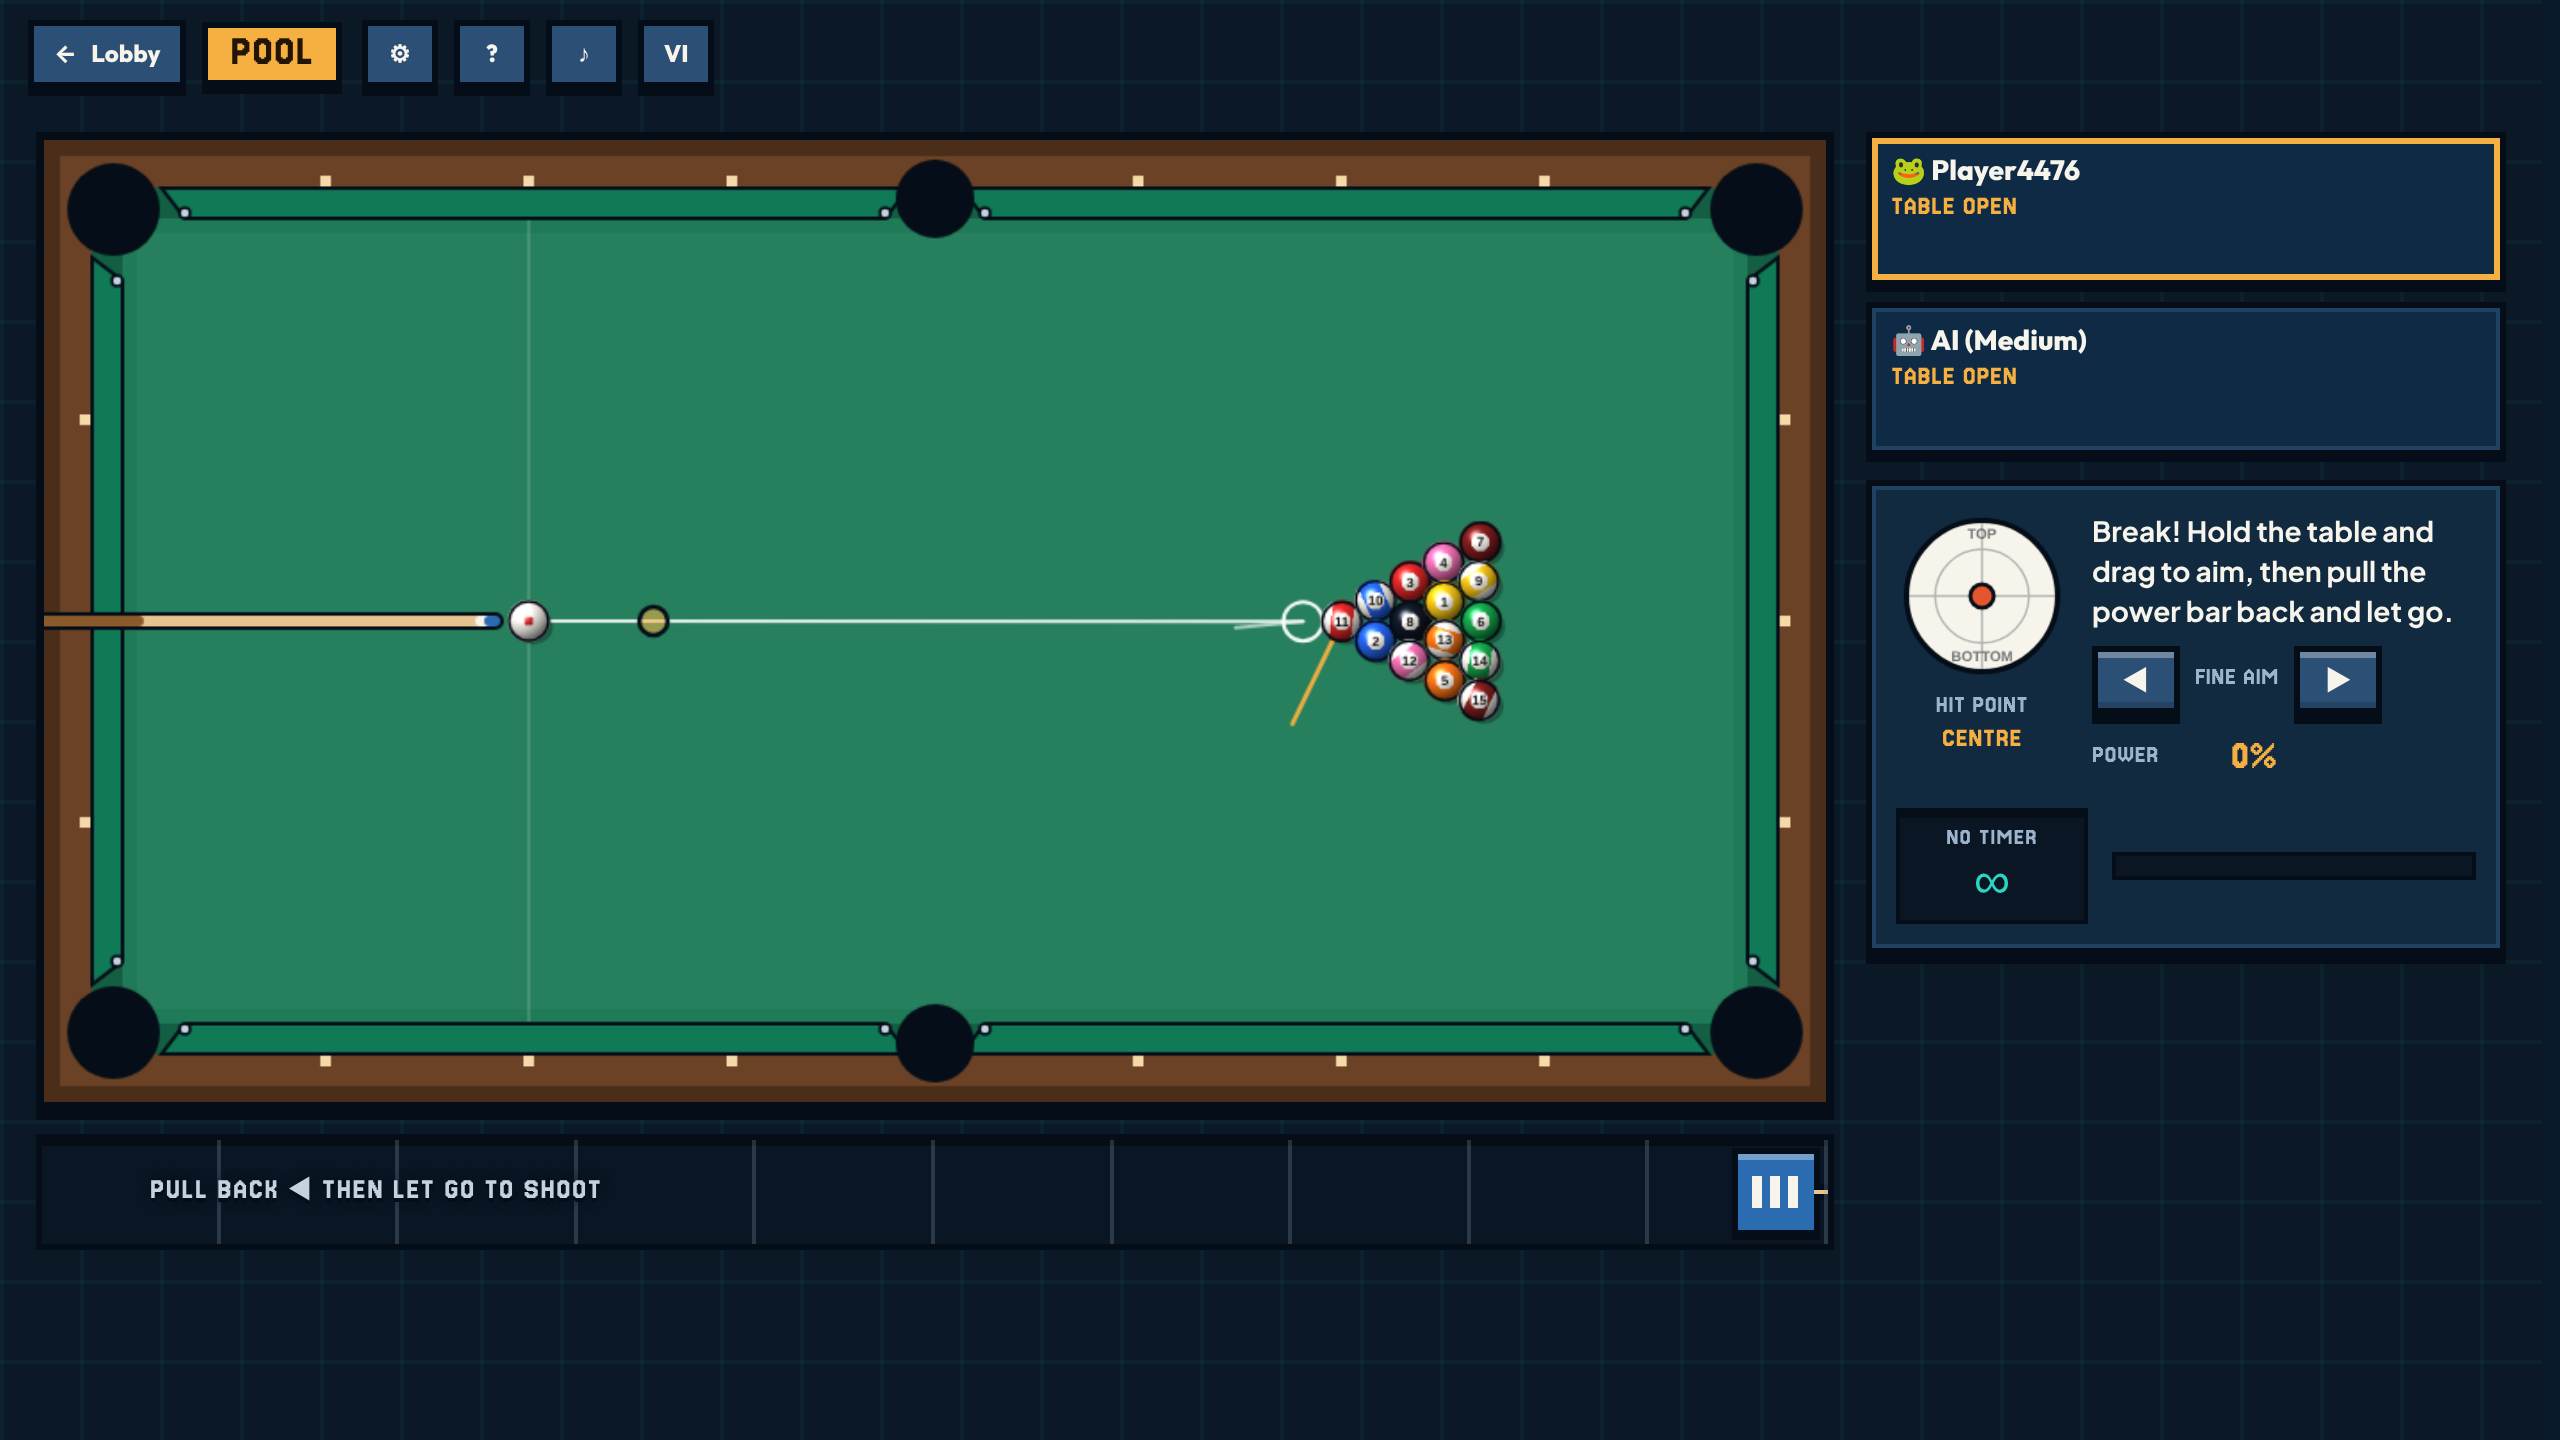 ← Lobby
POOL
?
VI
Player4476
TABLE OPEN
AI (Medium)
TABLE OPEN
TOP
BOTTOM
HIT POINT
CENTRE
Break! Hold the table and
drag to aim, then pull the
power bar back and let go.
FINE AIM
POWER
0%
NO TIMER
∞
7
4
3
9
10
1
11
8
6
2
13
12
14
5
15
PULL BACK ◀ THEN LET GO TO SHOOT